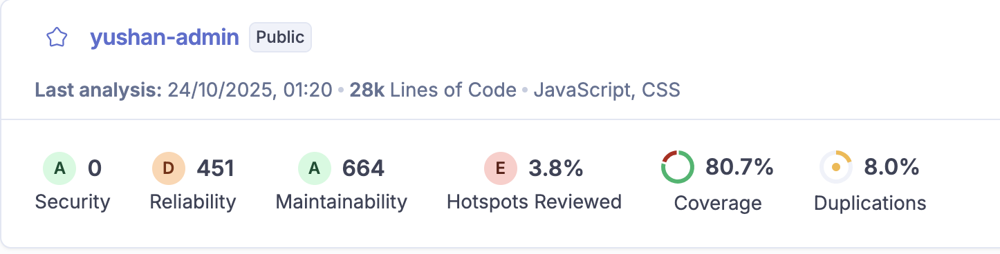 yushan-admin Public
Last analysis: 24/10/2025, 01:20 • 28k Lines of Code • JavaScript, CSS
A 0 D 451 A 664 E 3.8% 80.7% 8.0%
Security Reliability Maintainability Hotspots Reviewed Coverage Duplications